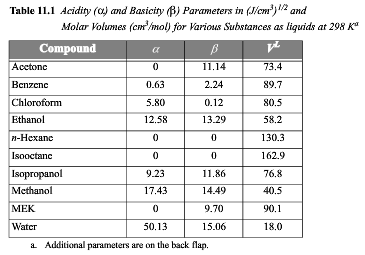 Table 11.1 Acidity (α) and Basicity (β) Parameters in (J/cm³)^1/2 and
Molar Volumes (cm³/mol) for Various Substances as liquids at 298 Kª
Compound α β V^L
Acetone 0 11.14 73.4
Benzene 0.63 2.24 89.7
Chloroform 5.80 0.12 80.5
Ethanol 12.58 13.29 58.2
n-Hexane 0 0 130.3
Isooctane 0 0 162.9
Isopropanol 9.23 11.86 76.8
Methanol 17.43 14.49 40.5
MEK 0 9.70 90.1
Water 50.13 15.06 18.0
a. Additional parameters are on the back flap.